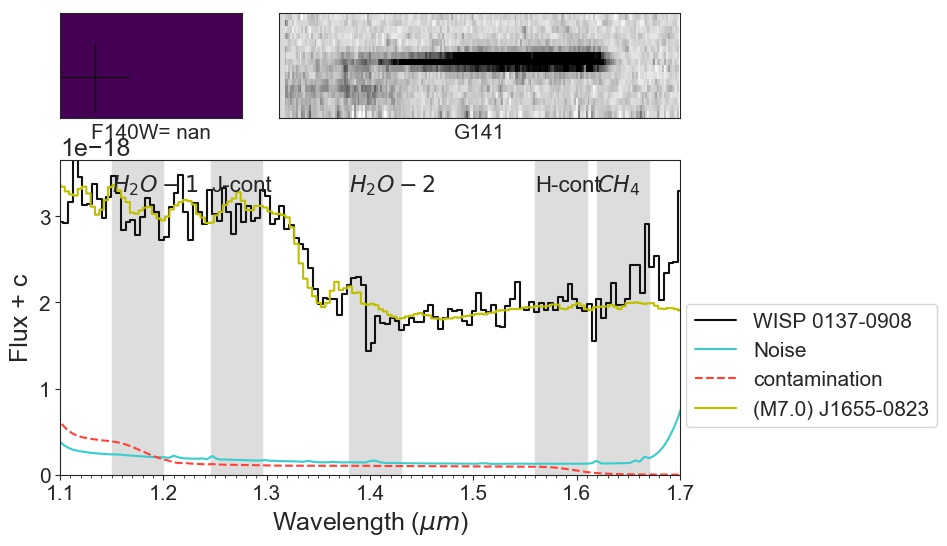 F140W= nan
G141
1e−18
H₂O − 1 J-cont H₂O − 2 H-cont CH₄
3
2
1
0
Flux + c
1.1 1.2 1.3 1.4 1.5 1.6 1.7
Wavelength (μm)
WISP 0137-0908
Noise
contamination
(M7.0) J1655-0823